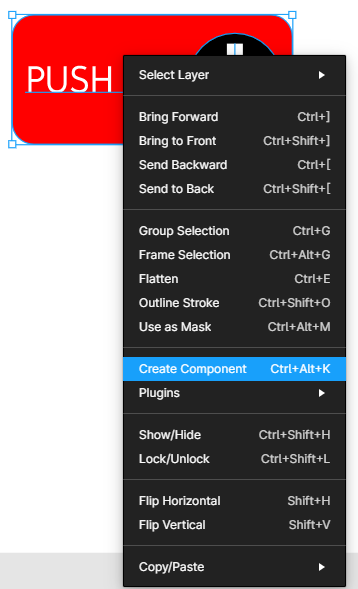 PUSH
Select Layer
Bring Forward Ctrl+]
Bring to Front Ctrl+Shift+]
Send Backward Ctrl+[
Send to Back Ctrl+Shift+[
Group Selection Ctrl+G
Frame Selection Ctrl+Alt+G
Flatten Ctrl+E
Outline Stroke Ctrl+Shift+O
Use as Mask Ctrl+Alt+M
Create Component Ctrl+Alt+K
Plugins
Show/Hide Ctrl+Shift+H
Lock/Unlock Ctrl+Shift+L
Flip Horizontal Shift+H
Flip Vertical Shift+V
Copy/Paste